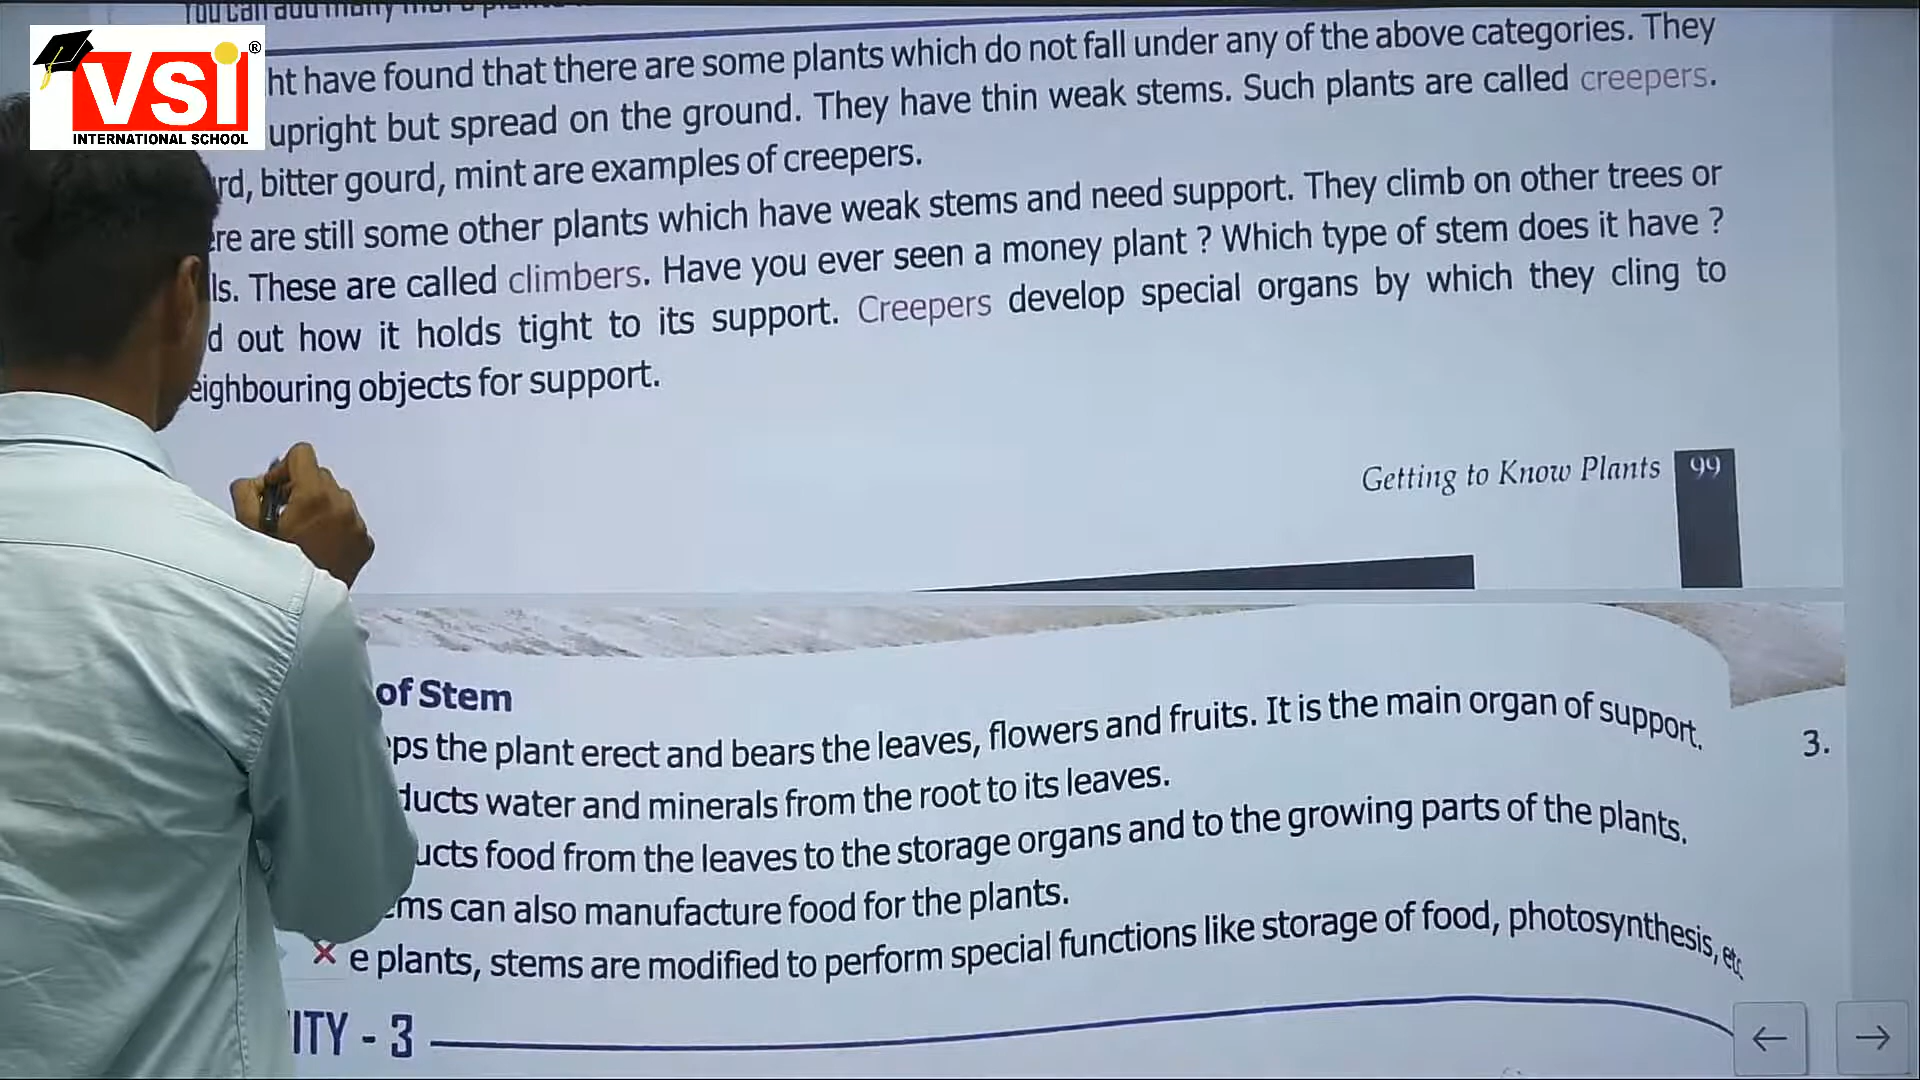 You can add many more
VSI
®
INTERNATIONAL SCHOOL
ht have found that there are some plants which do not fall under any of the above categories. They
upright but spread on the ground. They have thin weak stems. Such plants are called creepers.
rd, bitter gourd, mint are examples of creepers.
ere are still some other plants which have weak stems and need support. They climb on other trees or
ls. These are called climbers. Have you ever seen a money plant ? Which type of stem does it have ?
d out how it holds tight to its support. Creepers develop special organs by which they cling to
eighbouring objects for support.
Getting to Know Plants 99
of Stem
ps the plant erect and bears the leaves, flowers and fruits. It is the main organ of support.
ducts water and minerals from the root to its leaves.
ucts food from the leaves to the storage organs and to the growing parts of the plants.
ems can also manufacture food for the plants.
e plants, stems are modified to perform special functions like storage of food, photosynthesis, etc
ITY - 3
3.